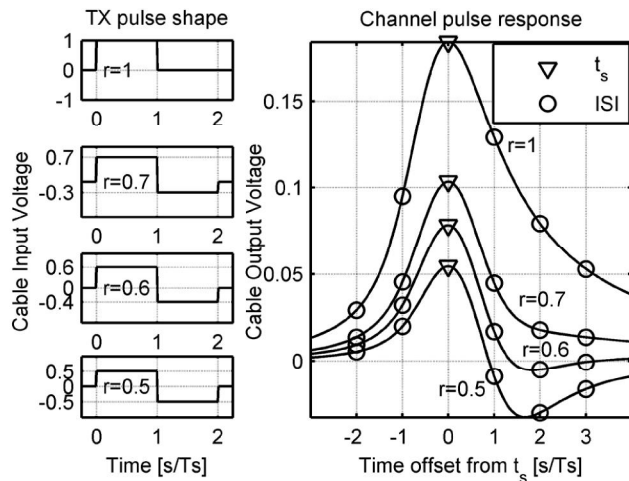 TX pulse shape
Channel pulse response
Cable Input Voltage
1
0
-1
r=1
0 1 2
0.7
-0.3
r=0.7
0 1 2
0.6
0
-0.4
r=0.6
0 1 2
0.5
0
-0.5
r=0.5
0 1 2
Time [s/Ts]
Cable Output Voltage
0.15
0.1
0.05
0
t_s
ISI
r=1
r=0.7
r=0.6
r=0.5
-2 -1 0 1 2 3
Time offset from t_s [s/Ts]